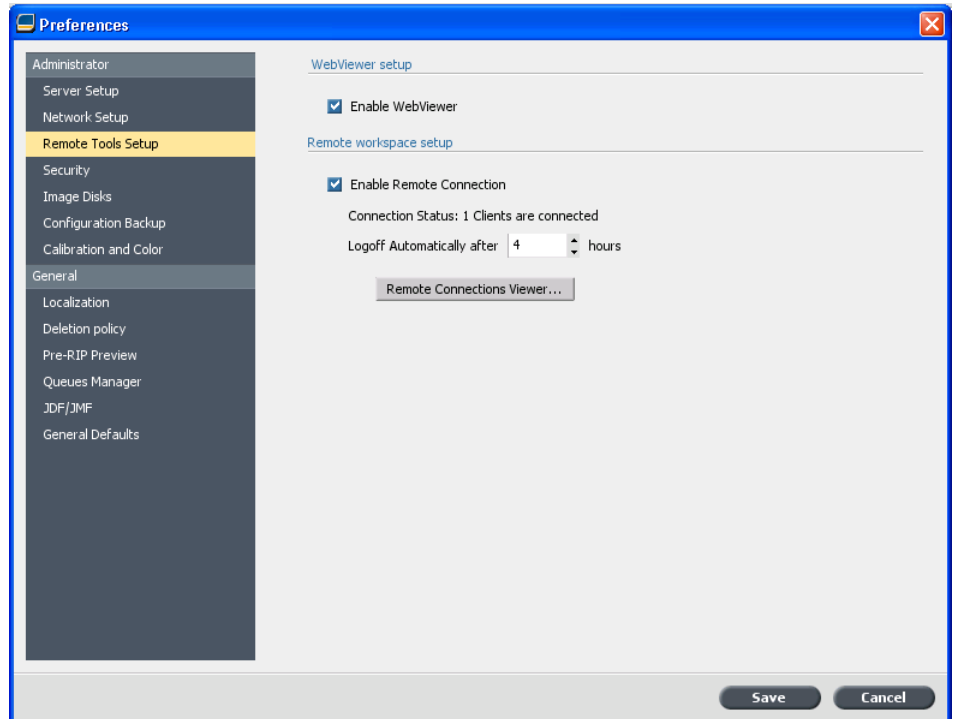 Preferences
Administrator
Server Setup
Network Setup
Remote Tools Setup
Security
Image Disks
Configuration Backup
Calibration and Color
General
Localization
Deletion policy
Pre-RIP Preview
Queues Manager
JDF/JMF
General Defaults
WebViewer setup
Enable WebViewer
Remote workspace setup
Enable Remote Connection
Connection Status: 1 Clients are connected
Logoff Automatically after 4 hours
Remote Connections Viewer...
Save Cancel